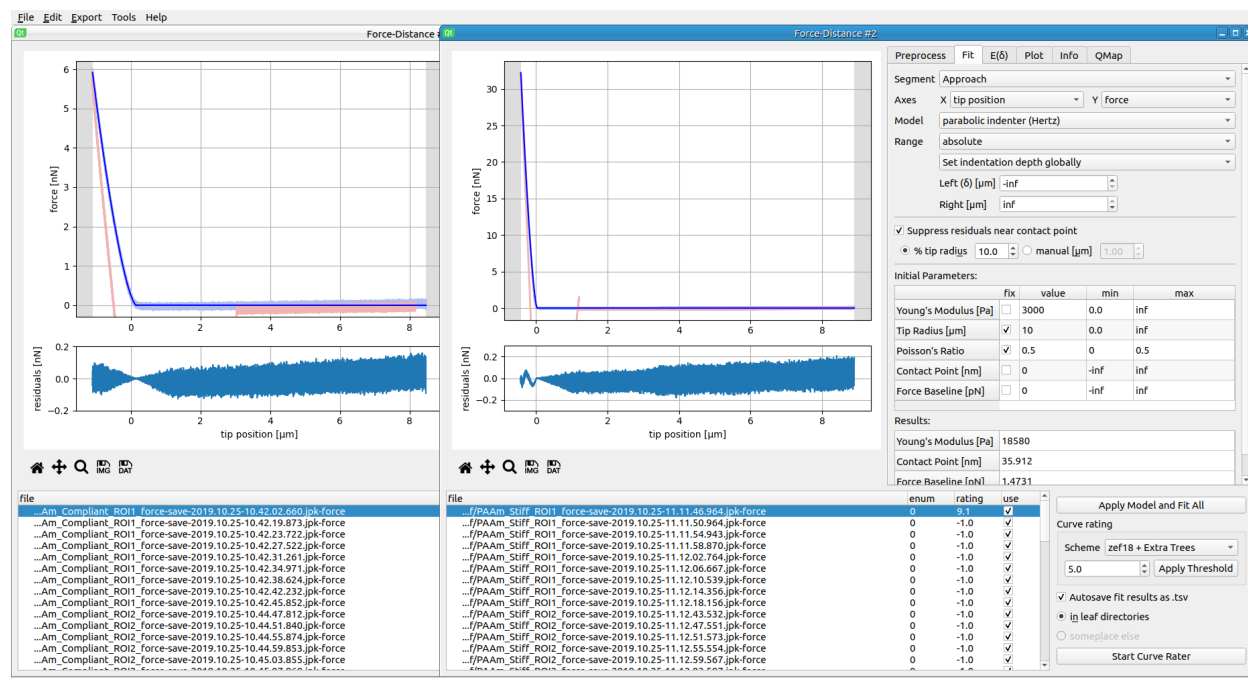 File Edit Export Tools Help
Force-Distance #
force [nN]
6
5
4
3
2
1
0
0 2 4 6 8
residuals [nN]
0.2
0.0
−0.2
0 2 4 6 8
tip position [μm]
IMG DAT
file
...Am_Compliant_ROI1_force-save-2019.10.25-10.42.02.660.jpk-force
...Am_Compliant_ROI1_force-save-2019.10.25-10.42.19.873.jpk-force
...Am_Compliant_ROI1_force-save-2019.10.25-10.42.23.722.jpk-force
...Am_Compliant_ROI1_force-save-2019.10.25-10.42.27.522.jpk-force
...Am_Compliant_ROI1_force-save-2019.10.25-10.42.31.261.jpk-force
...Am_Compliant_ROI1_force-save-2019.10.25-10.42.34.971.jpk-force
...Am_Compliant_ROI1_force-save-2019.10.25-10.42.38.624.jpk-force
...Am_Compliant_ROI1_force-save-2019.10.25-10.42.42.232.jpk-force
...Am_Compliant_ROI1_force-save-2019.10.25-10.42.45.852.jpk-force
...Am_Compliant_ROI2_force-save-2019.10.25-10.44.47.812.jpk-force
...Am_Compliant_ROI2_force-save-2019.10.25-10.44.51.840.jpk-force
...Am_Compliant_ROI2_force-save-2019.10.25-10.44.55.874.jpk-force
...Am_Compliant_ROI2_force-save-2019.10.25-10.44.59.853.jpk-force
...Am_Compliant_ROI2_force-save-2019.10.25-10.45.03.855.jpk-force
Qt Force-Distance #2
force [nN]
30
25
20
15
10
5
0
0 2 4 6 8
residuals [nN]
0.2
0.0
−0.2
0 2 4 6 8
tip position [μm]
IMG DAT
file enum rating use
...f/PAAm_Stiff_ROI1_force-save-2019.10.25-11.11.46.964.jpk-force 0 9.1
...f/PAAm_Stiff_ROI1_force-save-2019.10.25-11.11.50.964.jpk-force 0 -1.0
...f/PAAm_Stiff_ROI1_force-save-2019.10.25-11.11.54.943.jpk-force 0 -1.0
...f/PAAm_Stiff_ROI1_force-save-2019.10.25-11.11.58.870.jpk-force 0 -1.0
...f/PAAm_Stiff_ROI1_force-save-2019.10.25-11.12.02.764.jpk-force 0 -1.0
...f/PAAm_Stiff_ROI1_force-save-2019.10.25-11.12.06.667.jpk-force 0 -1.0
...f/PAAm_Stiff_ROI1_force-save-2019.10.25-11.12.10.539.jpk-force 0 -1.0
...f/PAAm_Stiff_ROI1_force-save-2019.10.25-11.12.14.356.jpk-force 0 -1.0
...f/PAAm_Stiff_ROI1_force-save-2019.10.25-11.12.18.156.jpk-force 0 -1.0
...f/PAAm_Stiff_ROI2_force-save-2019.10.25-11.12.43.532.jpk-force 0 -1.0
...f/PAAm_Stiff_ROI2_force-save-2019.10.25-11.12.47.551.jpk-force 0 -1.0
...f/PAAm_Stiff_ROI2_force-save-2019.10.25-11.12.51.573.jpk-force 0 -1.0
...f/PAAm_Stiff_ROI2_force-save-2019.10.25-11.12.55.554.jpk-force 0 -1.0
...f/PAAm_Stiff_ROI2_force-save-2019.10.25-11.12.59.567.jpk-force 0 -1.0
Preprocess Fit E(δ) Plot Info QMap
Segment Approach
Axes X tip position Y force
Model parabolic indenter (Hertz)
Range absolute
Set indentation depth globally
Left (δ) [μm] -inf
Right [μm] inf
Suppress residuals near contact point
% tip radius 10.0 manual [μm] 1.00
Initial Parameters:
fix value min max
Young's Modulus [Pa] 3000 0.0 inf
Tip Radius [μm] 10 0.0 inf
Poisson's Ratio 0.5 0 0.5
Contact Point [nm] 0 -inf inf
Force Baseline [pN] 0 -inf inf
Results:
Young's Modulus [Pa] 18580
Contact Point [nm] 35.912
Force Baseline [pN] 1.4731
Apply Model and Fit All
Curve rating
Scheme zef18 + Extra Trees
5.0 Apply Threshold
Autosave fit results as .tsv
in leaf directories
someplace else
Start Curve Rater